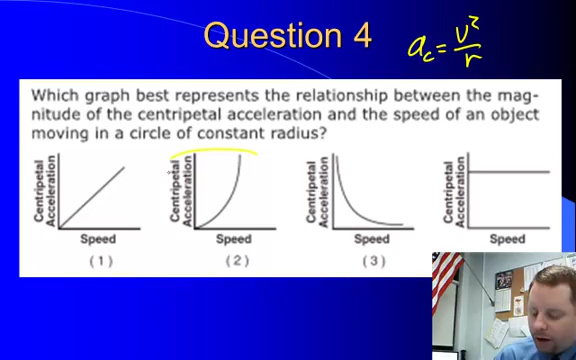 Question 4
a_c = v²/r
Which graph best represents the relationship between the mag-
nitude of the centripetal acceleration and the speed of an object
moving in a circle of constant radius?
Centripetal
Acceleration
Speed
(1)
Centripetal
Acceleration
Speed
(2)
Centripetal
Acceleration
Speed
(3)
Centripetal
Acceleration
Speed